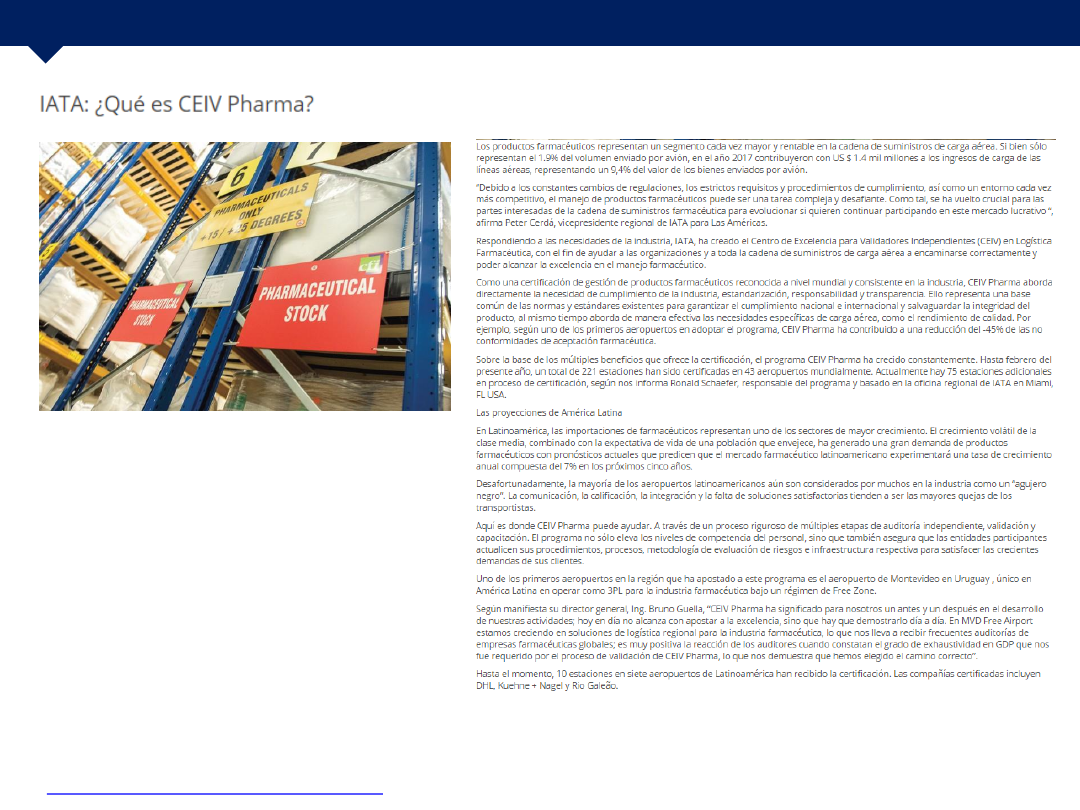 IATA: ¿Qué es CEIV Pharma?
7
6
PHARMACEUTICALS
ONLY
+15 / +25 DEGREES
PHARMACEUTICAL
STOCK
PHARMACEUTICAL
STOCK
Los productos farmacéuticos representan un segmento cada vez mayor y rentable en la cadena de suministros de carga aérea. Si bien sólo
representan el 1.9% del volumen enviado por avión, en el año 2017 contribuyeron con US $ 1.4 mil millones a los ingresos de carga de las
líneas aéreas, representando un 9,4% del valor de los bienes enviados por avión.
"Debido a los constantes cambios de regulaciones, los estrictos requisitos y procedimientos de cumplimiento, así como un entorno cada vez
más competitivo, el manejo de productos farmacéuticos puede ser una tarea compleja y desafiante. Como tal, se ha vuelto crucial para las
partes interesadas de la cadena de suministros farmacéutica para evolucionar si quieren continuar participando en este mercado lucrativo ",
afirma Peter Cerdá, vicepresidente regional de IATA para Las Américas.
Respondiendo a las necesidades de la industria, IATA, ha creado el Centro de Excelencia para Validadores Independientes (CEIV) en Logística
Farmacéutica, con el fin de ayudar a las organizaciones y a toda la cadena de suministros de carga aérea a encaminarse correctamente y
poder alcanzar la excelencia en el manejo farmacéutico.
Como una certificación de gestión de productos farmacéuticos reconocida a nivel mundial y consistente en la industria, CEIV Pharma aborda
directamente la necesidad de cumplimiento de la industria, estandarización, responsabilidad y transparencia. Ello representa una base
común de las normas y estándares existentes para garantizar el cumplimiento nacional e internacional y salvaguardar la integridad del
producto, al mismo tiempo aborda de manera efectiva las necesidades específicas de carga aérea, como el rendimiento de calidad. Por
ejemplo, según uno de los primeros aeropuertos en adoptar el programa, CEIV Pharma ha contribuido a una reducción del -45% de las no
conformidades de aceptación farmacéutica.
Sobre la base de los múltiples beneficios que ofrece la certificación, el programa CEIV Pharma ha crecido constantemente. Hasta febrero del
presente año, un total de 221 estaciones han sido certificadas en 43 aeropuertos mundialmente. Actualmente hay 75 estaciones adicionales
en proceso de certificación, según nos informa Ronald Schaefer, responsable del programa y basado en la oficina regional de IATA en Miami,
FL USA.
Las proyecciones de América Latina
En Latinoamérica, las importaciones de farmacéuticos representan uno de los sectores de mayor crecimiento. El crecimiento volátil de la
clase media, combinado con la expectativa de vida de una población que envejece, ha generado una gran demanda de productos
farmacéuticos con pronósticos actuales que predicen que el mercado farmacéutico latinoamericano experimentará una tasa de crecimiento
anual compuesta del 7% en los próximos cinco años.
Desafortunadamente, la mayoría de los aeropuertos latinoamericanos aún son considerados por muchos en la industria como un "agujero
negro". La comunicación, la calificación, la integración y la falta de soluciones satisfactorias tienden a ser las mayores quejas de los
transportistas.
Aquí es donde CEIV Pharma puede ayudar. A través de un proceso riguroso de múltiples etapas de auditoría independiente, validación y
capacitación. El programa no sólo eleva los niveles de competencia del personal, sino que también asegura que las entidades participantes
actualicen sus procedimientos, procesos, metodología de evaluación de riesgos e infraestructura respectiva para satisfacer las crecientes
demandas de sus clientes.
Uno de los primeros aeropuertos en la región que ha apostado a este programa es el aeropuerto de Montevideo en Uruguay , único en
América Latina en operar como 3PL para la industria farmacéutica bajo un régimen de Free Zone.
Según manifiesta su director general, Ing. Bruno Guella, "CEIV Pharma ha significado para nosotros un antes y un después en el desarrollo
de nuestras actividades; hoy en día no alcanza con apostar a la excelencia, sino que hay que demostrarlo día a día. En MVD Free Airport
estamos creciendo en soluciones de logística regional para la industria farmacéutica, lo que nos lleva a recibir frecuentes auditorías de
empresas farmacéuticas globales; es muy positiva la reacción de los auditores cuando constatan el grado de exhaustividad en GDP que nos
fue requerido por el proceso de validación de CEIV Pharma, lo que nos demuestra que hemos elegido el camino correcto".
Hasta el momento, 10 estaciones en siete aeropuertos de Latinoamérica han recibido la certificación. Las compañías certificadas incluyen
DHL, Kuehne + Nagel y Rio Galeão.